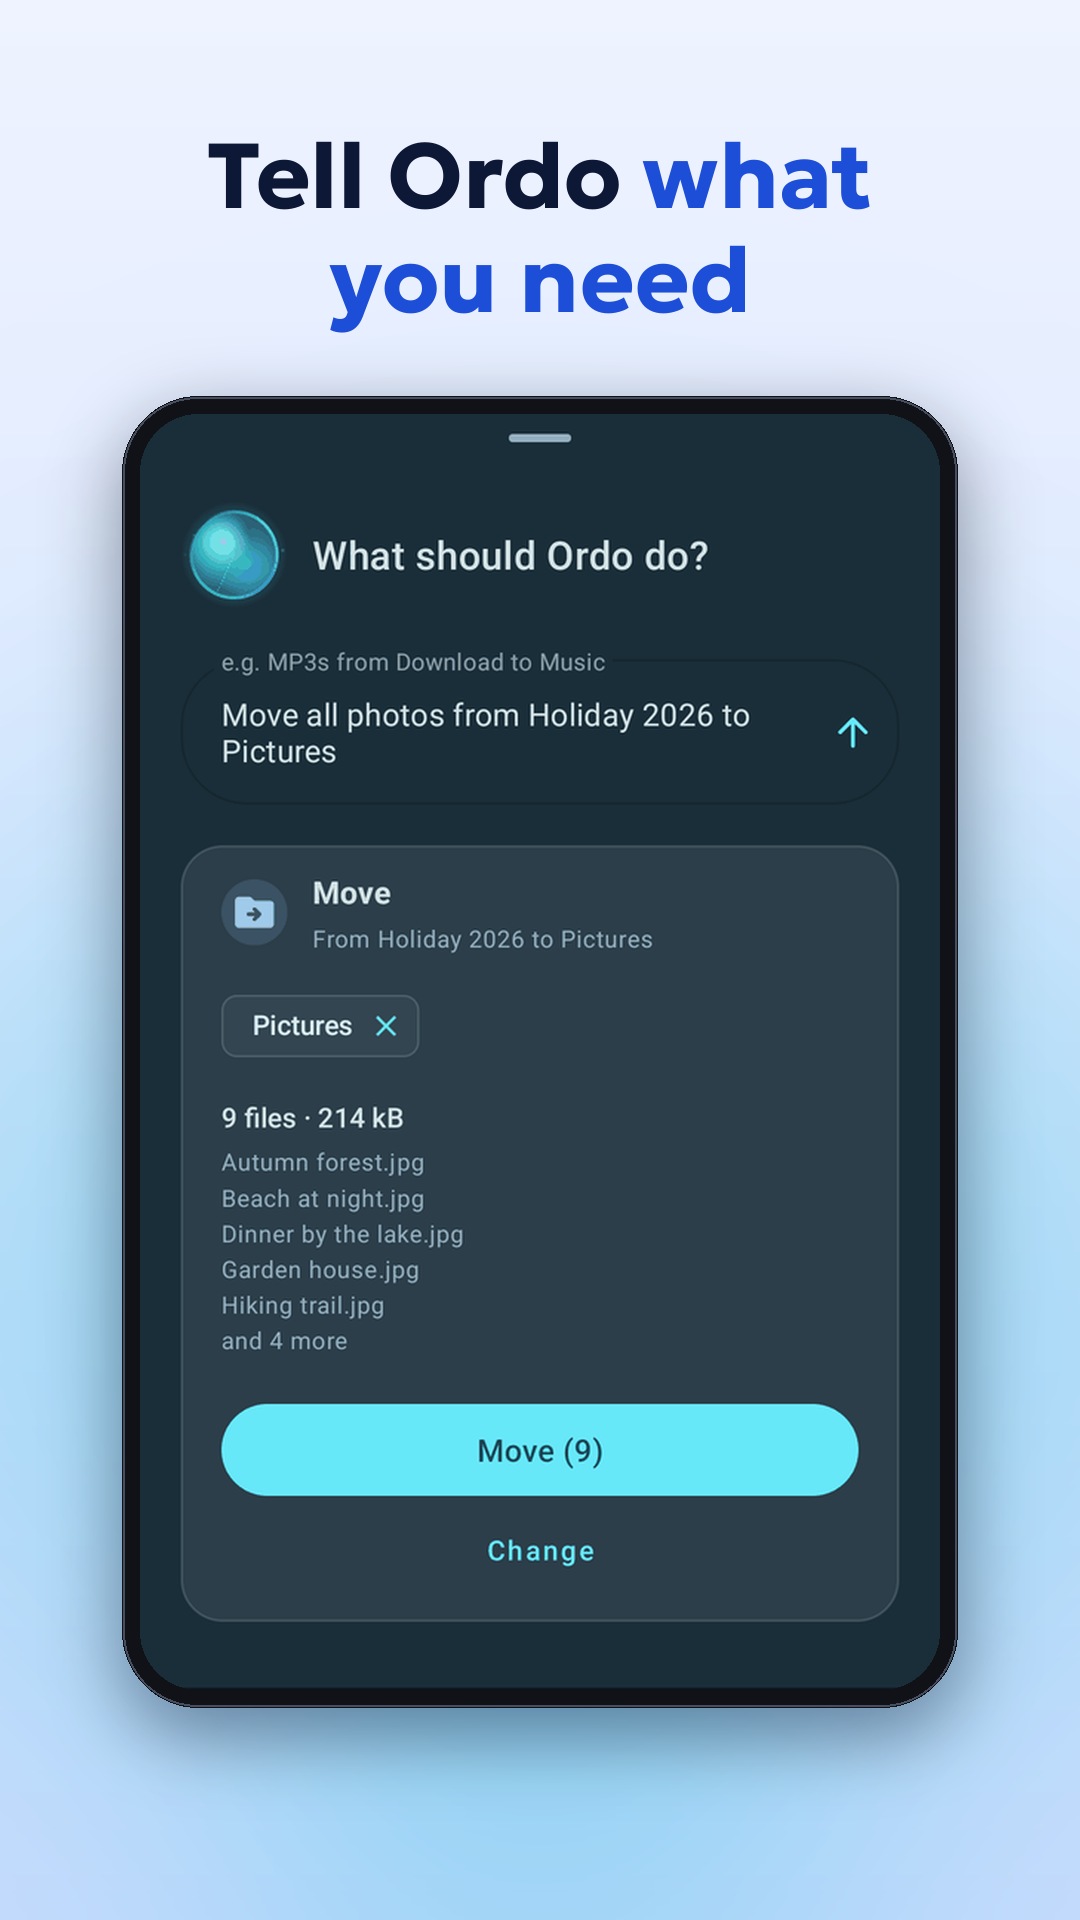 Tell Ordo what
you need
What should Ordo do?
e.g. MP3s from Download to Music
Move all photos from Holiday 2026 to
Pictures
Move
From Holiday 2026 to Pictures
Pictures
9 files · 214 kB
Autumn forest.jpg
Beach at night.jpg
Dinner by the lake.jpg
Garden house.jpg
Hiking trail.jpg
and 4 more
Move (9)
Change